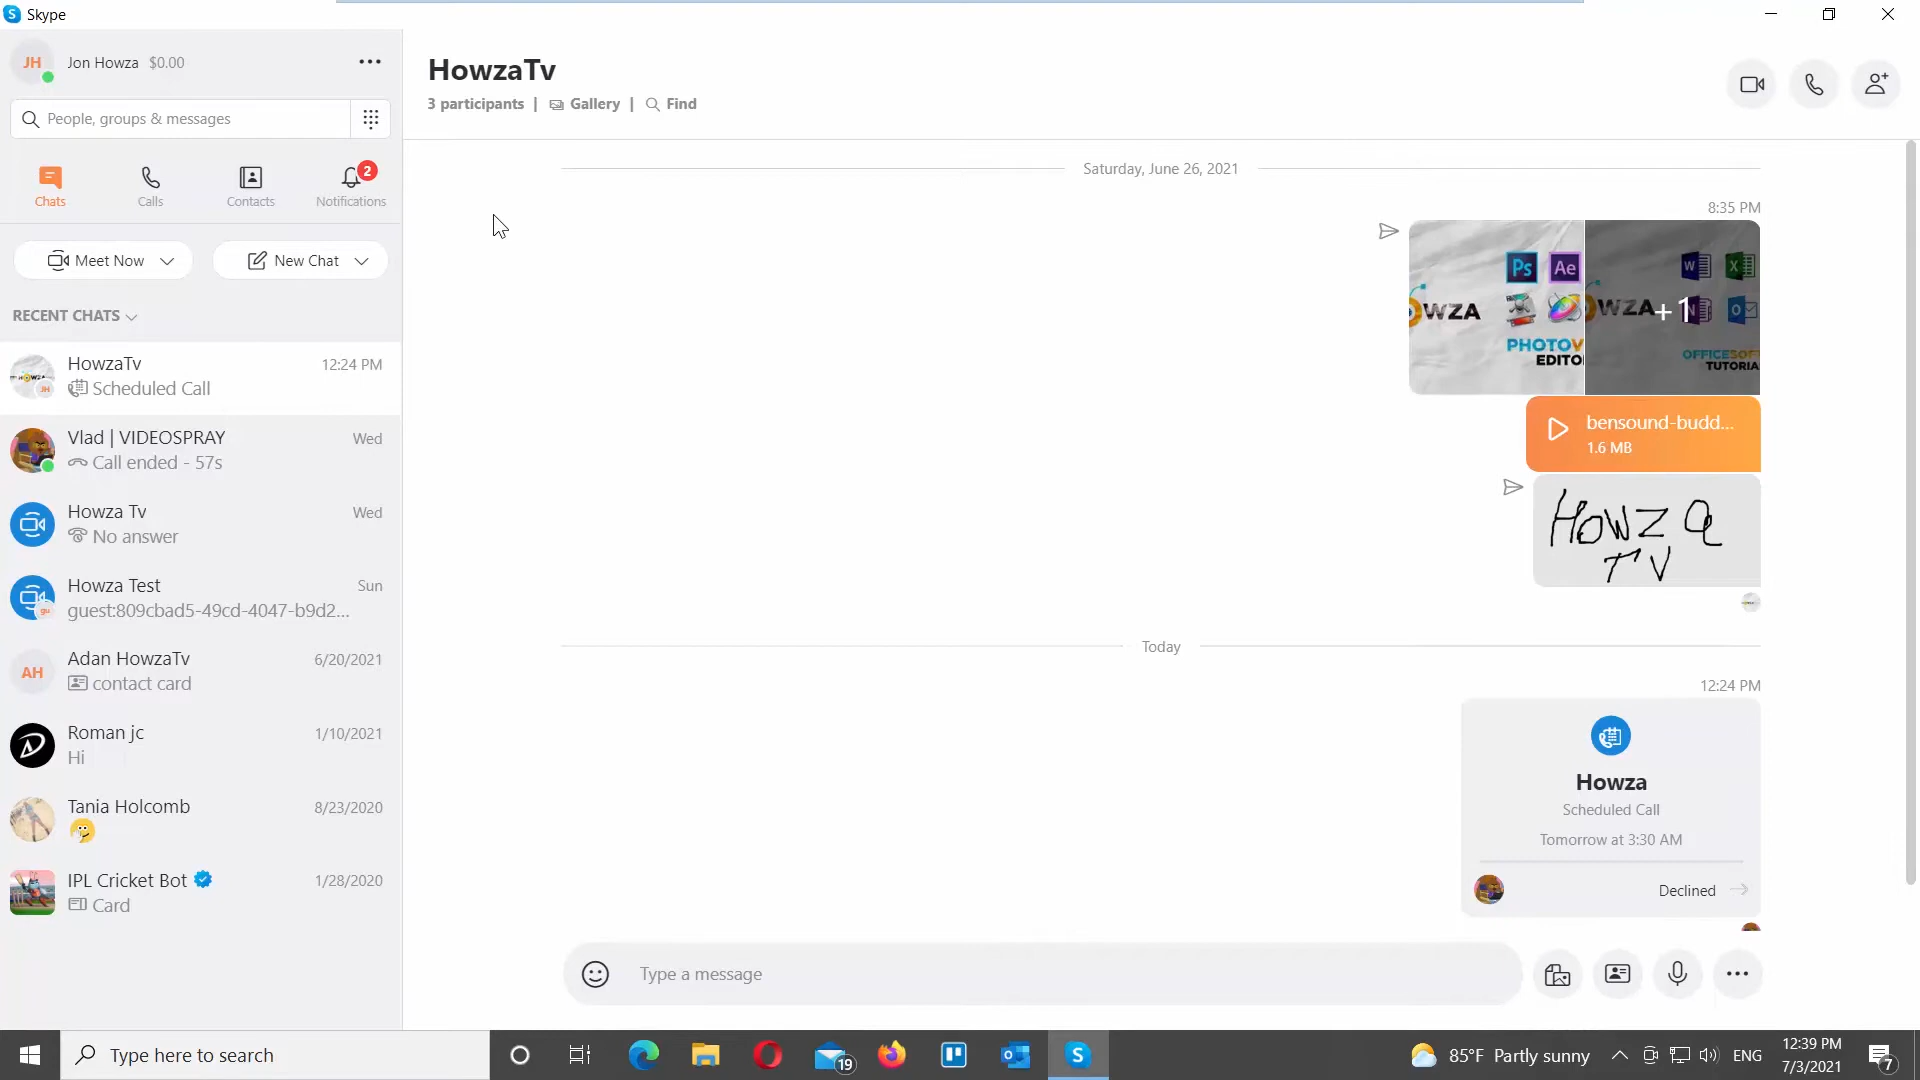 Skype
JH Jon Howza $0.00
People, groups & messages
Chats Calls Contacts Notifications 2
Meet Now New Chat
RECENT CHATS
HowzaTv 12:24 PM
Scheduled Call
Vlad | VIDEOSPRAY Wed
Call ended - 57s
Howza Tv Wed
No answer
Howza Test Sun
guest:809cbad5-49cd-4047-b9d2...
AH Adan HowzaTv 6/20/2021
contact card
Roman jc 1/10/2021
Hi
Tania Holcomb 8/23/2020
IPL Cricket Bot 1/28/2020
Card
HowzaTv
3 participants | Gallery | Find
Saturday, June 26, 2021
8:35 PM
Ps Ae
OWZA
PHOTOV
EDITO
W X
WZA +1 N O
OFFICESOFT
TUTORIA
bensound-budd...
1.6 MB
Howza
TV
Today
12:24 PM
Howza
Scheduled Call
Tomorrow at 3:30 AM
Declined
Type a message
Type here to search
19
85°F Partly sunny
ENG
12:39 PM
7/3/2021
7